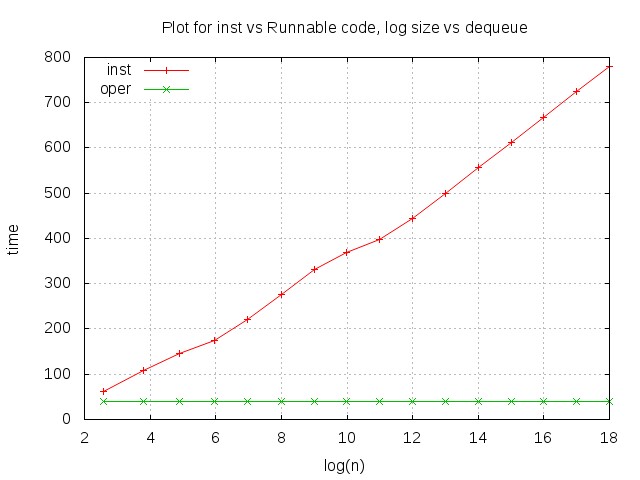 Plot for inst vs Runnable code, log size vs dequeue
inst
oper
800
700
600
500
400
300
200
100
0
time
2 4 6 8 10 12 14 16 18
log(n)